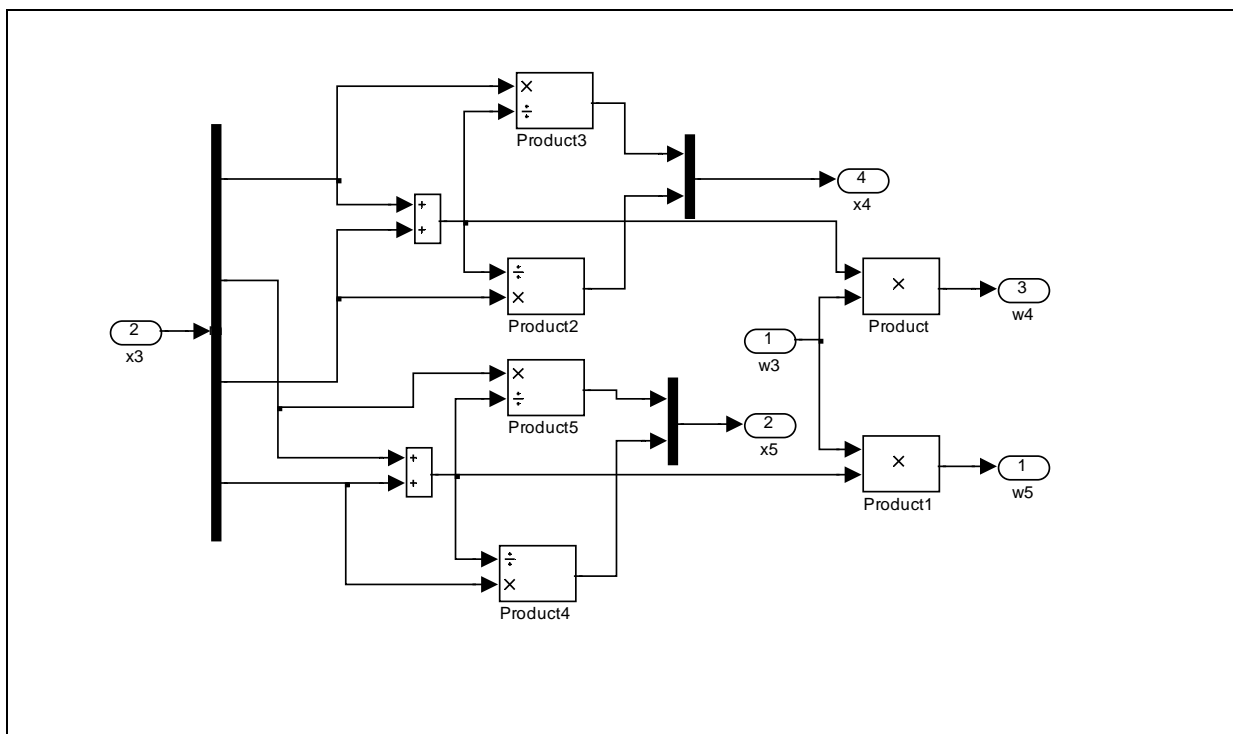 ×
÷
Product3
4
x4
+
+
÷
×
Product2
×
Product
3
w4
2
x3
1
w3
×
÷
Product5
2
x5
+
+
×
Product1
1
w5
÷
×
Product4